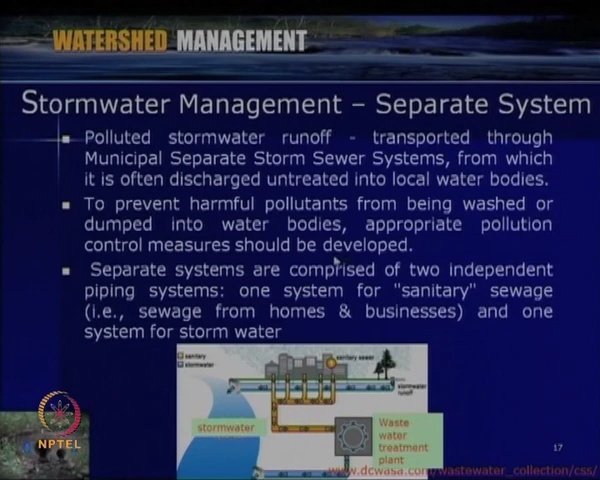 WATERSHED MANAGEMENT
Stormwater Management – Separate System
Polluted stormwater runoff - transported through
Municipal Separate Storm Sewer Systems, from which
it is often discharged untreated into local water bodies.
To prevent harmful pollutants from being washed or
dumped into water bodies, appropriate pollution
control measures should be developed.
Separate systems are comprised of two independent
piping systems: one system for "sanitary" sewage
(i.e., sewage from homes & businesses) and one
system for storm water
sanitary
stormwater
sanitary sewer
stormwater
runoff
stormwater
Waste
water
treatment
plant
NPTEL
17
www.dcwasa.com/wastewater_collection/css/